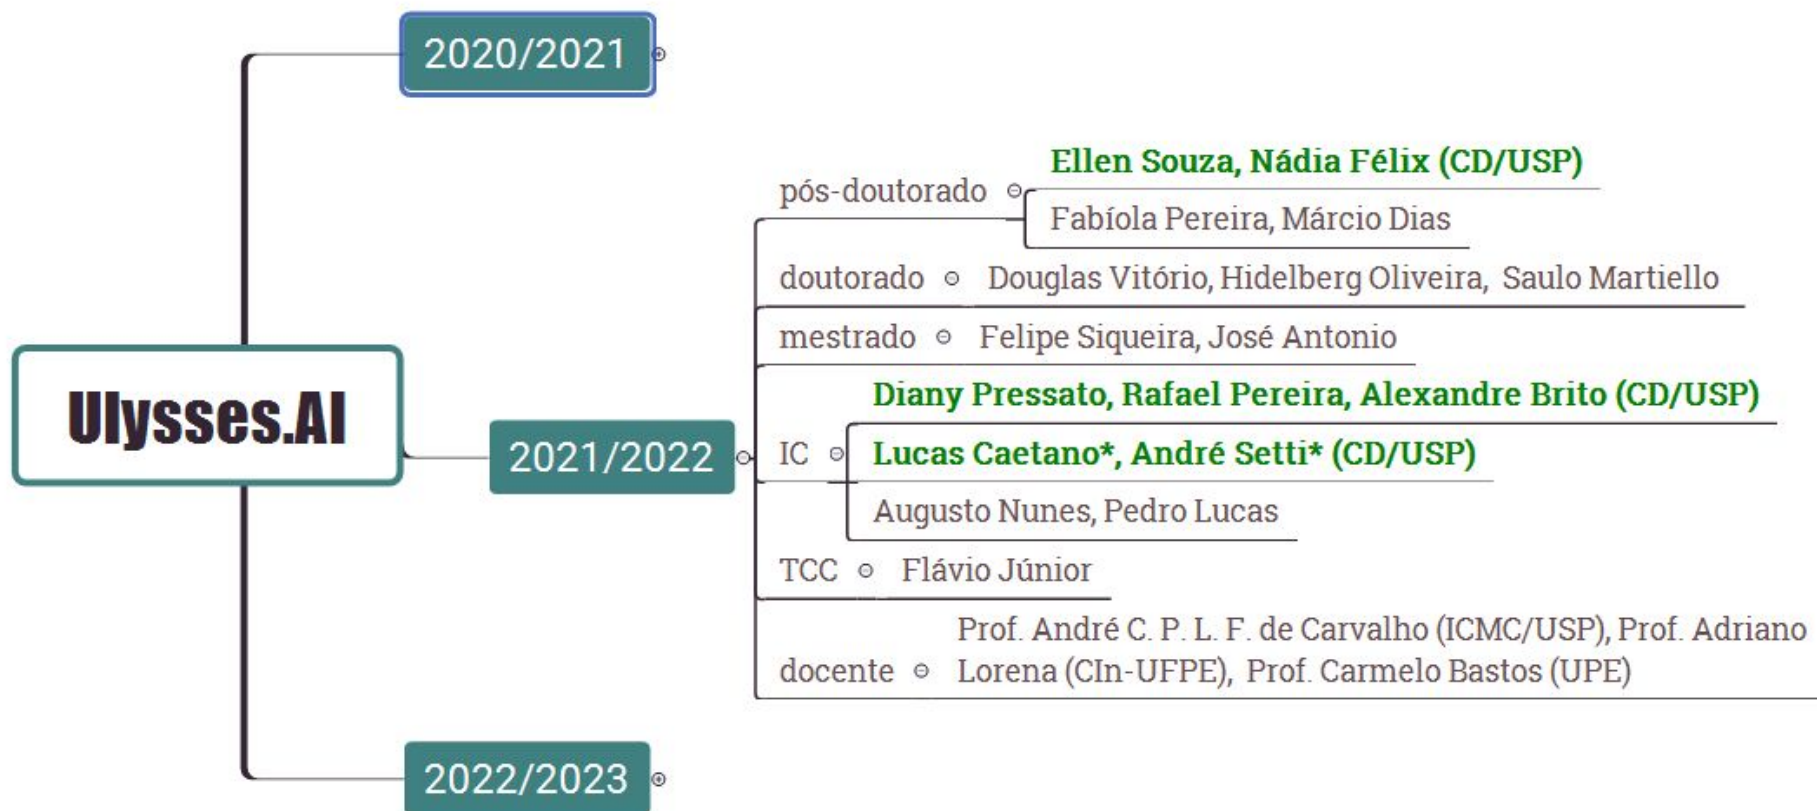 2020/2021
Ellen Souza, Nádia Félix (CD/USP)
pós-doutorado
Fabíola Pereira, Márcio Dias
doutorado Douglas Vitório, Hidelberg Oliveira, Saulo Martiello
mestrado Felipe Siqueira, José Antonio
Diany Pressato, Rafael Pereira, Alexandre Brito (CD/USP)
Ulysses.AI
2021/2022
IC Lucas Caetano*, André Setti* (CD/USP)
Augusto Nunes, Pedro Lucas
TCC Flávio Júnior
Prof. André C. P. L. F. de Carvalho (ICMC/USP), Prof. Adriano
docente Lorena (CIn-UFPE), Prof. Carmelo Bastos (UPE)
2022/2023